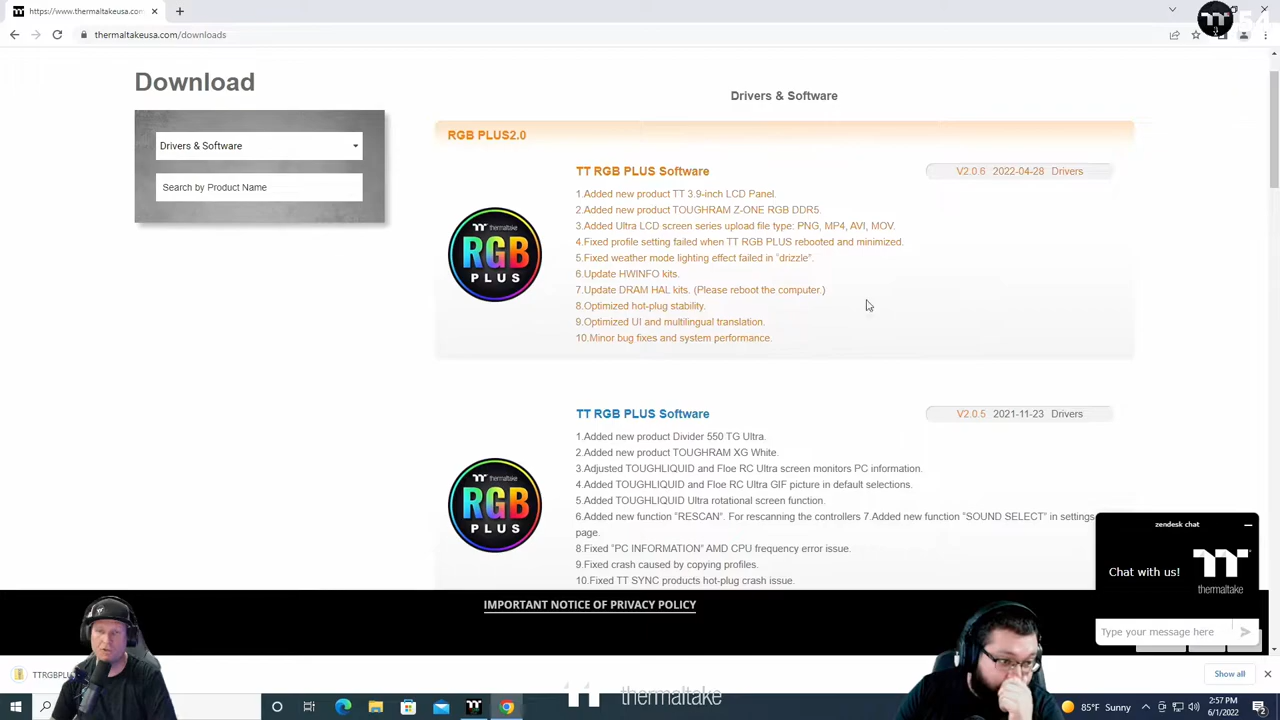 https://www.thermaltakeusa.com
thermaltakeusa.com/downloads
Download
Drivers & Software
Drivers & Software
Search by Product Name
RGB PLUS2.0
TT RGB PLUS Software
V2.0.6 2022-04-28 Drivers
1.Added new product TT 3.9-inch LCD Panel.
2.Added new product TOUGHRAM Z-ONE RGB DDR5.
3.Added Ultra LCD screen series upload file type: PNG, MP4, AVI, MOV.
4.Fixed profile setting failed when TT RGB PLUS rebooted and minimized.
5.Fixed weather mode lighting effect failed in "drizzle".
6.Update HWINFO kits.
7.Update DRAM HAL kits. (Please reboot the computer.)
8.Optimized hot-plug stability.
9.Optimized UI and multilingual translation.
10.Minor bug fixes and system performance.
thermaltake
RGB
PLUS
TT RGB PLUS Software
V2.0.5 2021-11-23 Drivers
1.Added new product Divider 550 TG Ultra.
2.Added new product TOUGHRAM XG White.
3.Adjusted TOUGHLIQUID and Floe RC Ultra screen monitors PC information.
4.Added TOUGHLIQUID and Floe RC Ultra GIF picture in default selections.
5.Added TOUGHLIQUID Ultra rotational screen function.
6.Added new function "RESCAN". For rescanning the controllers 7.Added new function "SOUND SELECT" in settings
page.
8.Fixed "PC INFORMATION" AMD CPU frequency error issue.
9.Fixed crash caused by copying profiles.
10.Fixed TT SYNC products hot-plug crash issue.
thermaltake
RGB
PLUS
zendesk chat
Chat with us!
thermaltake
Type your message here
IMPORTANT NOTICE OF PRIVACY POLICY
Show all
thermaltake
85°F Sunny
2:57 PM
6/1/2022
2